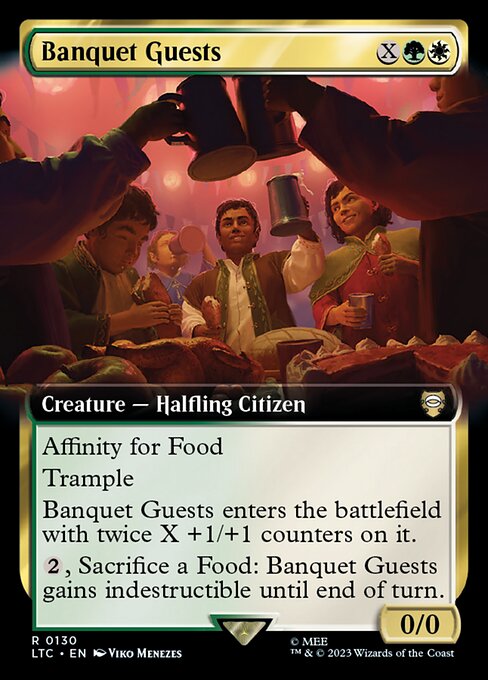 Banquet Guests X
Creature — Halfling Citizen
Affinity for Food
Trample
Banquet Guests enters the battlefield
with twice X +1/+1 counters on it.
2, Sacrifice a Food: Banquet Guests
gains indestructible until end of turn.
0/0
R 0130
LTC • EN Viko Menezes
© MEE
™ & © 2023 Wizards of the Coast